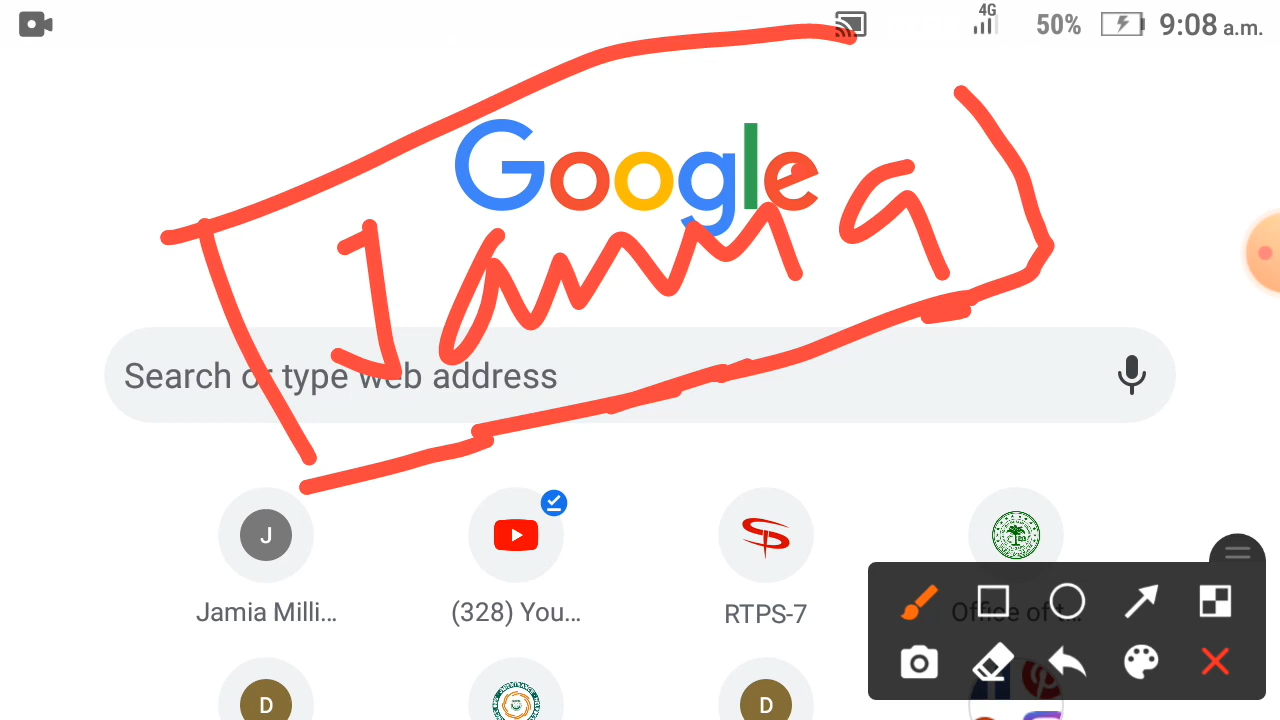 4G
50% 9:08 a.m.
Google
Jamia
Search or type web address
J
Jamia Milli... (328) You... RTPS-7 Office of t...
D D